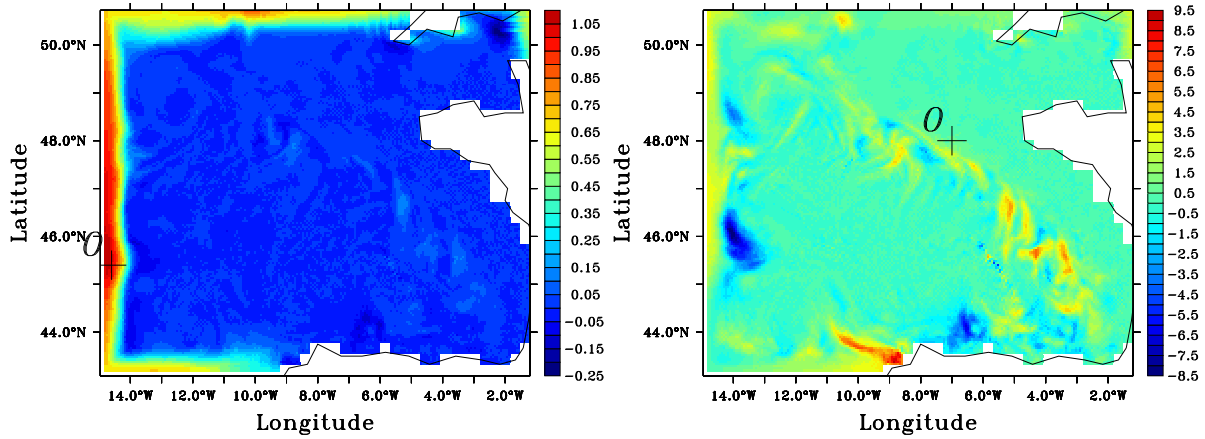 50.0°N
48.0°N
46.0°N
44.0°N
Latitude
O
14.0°W 12.0°W 10.0°W 8.0°W 6.0°W 4.0°W 2.0°W
Longitude
1.05
0.95
0.85
0.75
0.65
0.55
0.45
0.35
0.25
0.15
0.05
−0.05
−0.15
−0.25
50.0°N
48.0°N
46.0°N
44.0°N
Latitude
O
14.0°W 12.0°W 10.0°W 8.0°W 6.0°W 4.0°W 2.0°W
Longitude
9.5
8.5
7.5
6.5
5.5
4.5
3.5
2.5
1.5
0.5
−0.5
−1.5
−2.5
−3.5
−4.5
−5.5
−6.5
−7.5
−8.5